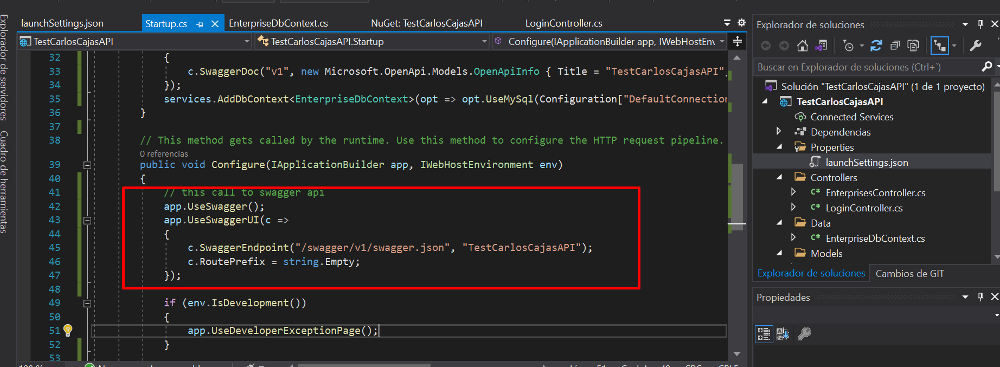 Explorador de servidores
Cuadro de herramientas
launchSettings.json
Startup.cs
EnterpriseDbContext.cs
NuGet: TestCarlosCajasAPI
LoginController.cs
TestCarlosCajasAPI
TestCarlosCajasAPI.Startup
Configure(IApplicationBuilder app, IWebHostEnv
32 {
33 c.SwaggerDoc("v1", new Microsoft.OpenApi.Models.OpenApiInfo { Title = "TestCarlosCajasAPI",
34 });
35 services.AddDbContext<EnterpriseDbContext>(opt => opt.UseMySql(Configuration["DefaultConnection
36 }
37
38 // This method gets called by the runtime. Use this method to configure the HTTP request pipeline.
0 referencias
39 public void Configure(IApplicationBuilder app, IWebHostEnvironment env)
40 {
41 // this call to swagger api
42 app.UseSwagger();
43 app.UseSwaggerUI(c =>
44 {
45 c.SwaggerEndpoint("/swagger/v1/swagger.json", "TestCarlosCajasAPI");
46 c.RoutePrefix = string.Empty;
47 });
48
49 if (env.IsDevelopment())
50 {
51 app.UseDeveloperExceptionPage();
52 }
53
Explorador de soluciones
Buscar en Explorador de soluciones (Ctrl+`)
Solución "TestCarlosCajasAPI" (1 de 1 proyecto)
TestCarlosCajasAPI
Connected Services
Dependencias
Properties
launchSettings.json
Controllers
C# EnterprisesController.cs
C# LoginController.cs
Data
C# EnterpriseDbContext.cs
Models
Explorador de soluciones
Cambios de GIT
Propiedades